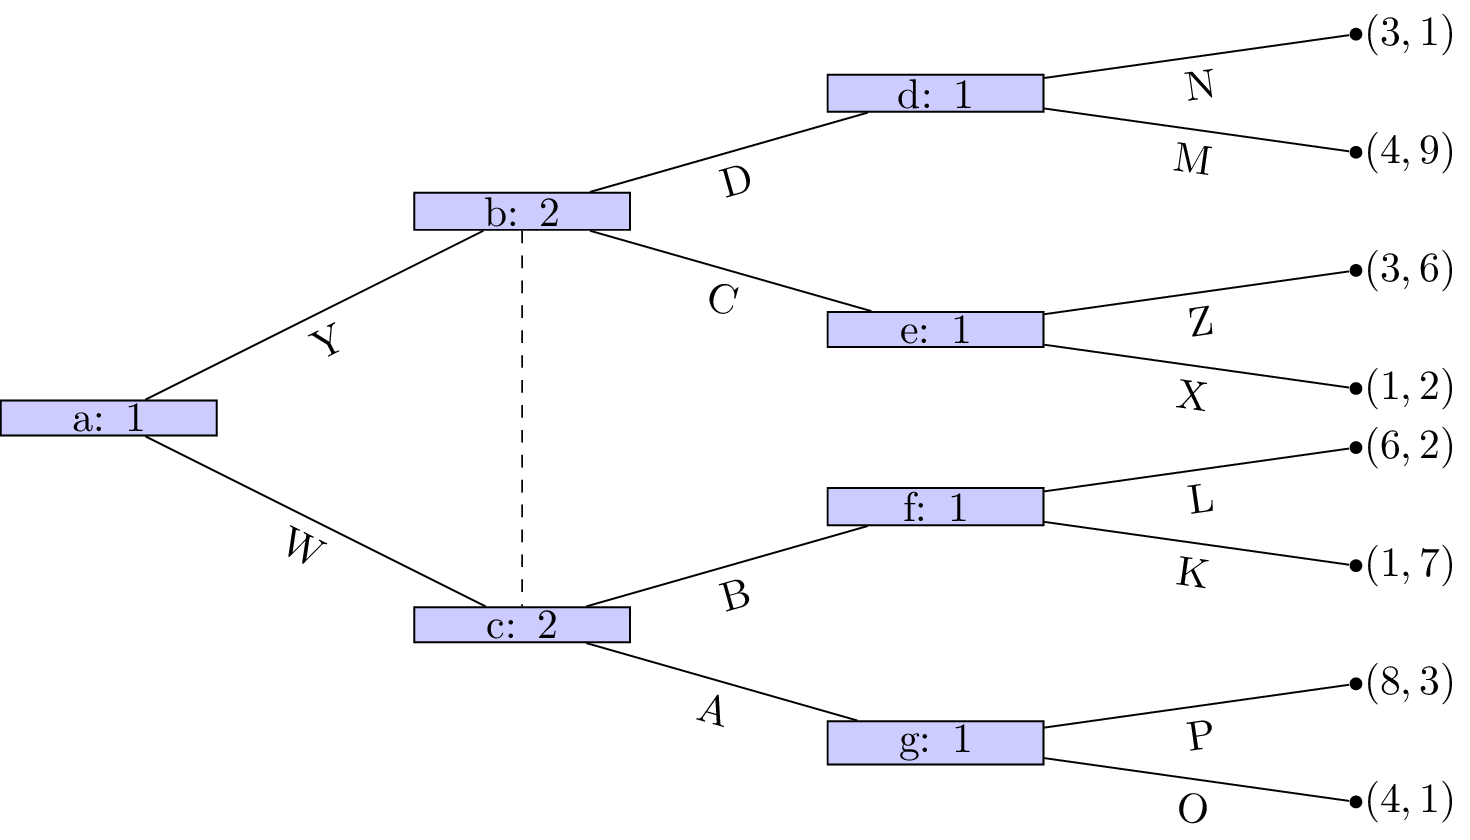 (3, 1)
N
d: 1
M
(4, 9)
D
b: 2
C
(3, 6)
Z
e: 1
X
(1, 2)
Y
a: 1
W
(6, 2)
L
f: 1
K
(1, 7)
B
c: 2
A
(8, 3)
P
g: 1
O
(4, 1)